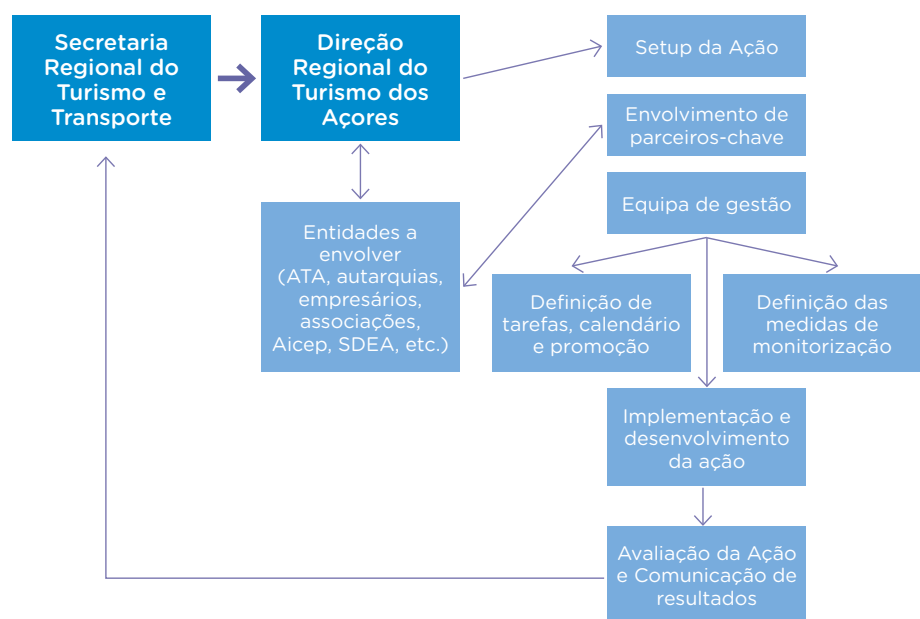 Secretaria
Regional do
Turismo e
Transporte
Direção
Regional do
Turismo dos
Açores
Setup da Ação
Envolvimento de
parceiros-chave
Equipa de gestão
Entidades a
envolver
(ATA, autarquias,
empresários,
associações,
Aicep, SDEA, etc.)
Definição de
tarefas, calendário
e promoção
Definição das
medidas de
monitorização
Implementação e
desenvolvimento
da ação
Avaliação da Ação
e Comunicação de
resultados